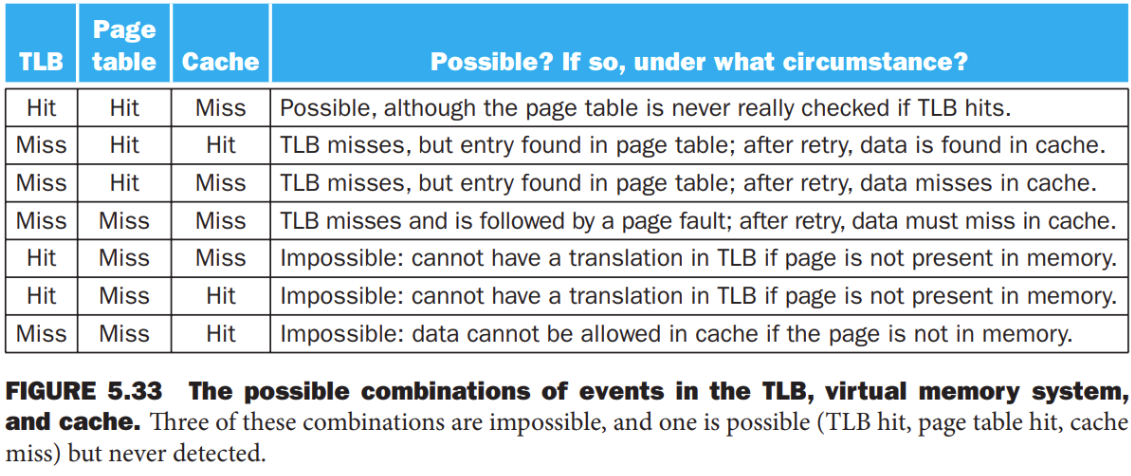 TLB Page table Cache Possible? If so, under what circumstance?
Hit Hit Miss Possible, although the page table is never really checked if TLB hits.
Miss Hit Hit TLB misses, but entry found in page table; after retry, data is found in cache.
Miss Hit Miss TLB misses, but entry found in page table; after retry, data misses in cache.
Miss Miss Miss TLB misses and is followed by a page fault; after retry, data must miss in cache.
Hit Miss Miss Impossible: cannot have a translation in TLB if page is not present in memory.
Hit Miss Hit Impossible: cannot have a translation in TLB if page is not present in memory.
Miss Miss Hit Impossible: data cannot be allowed in cache if the page is not in memory.
FIGURE 5.33 The possible combinations of events in the TLB, virtual memory system,
and cache. Three of these combinations are impossible, and one is possible (TLB hit, page table hit, cache
miss) but never detected.